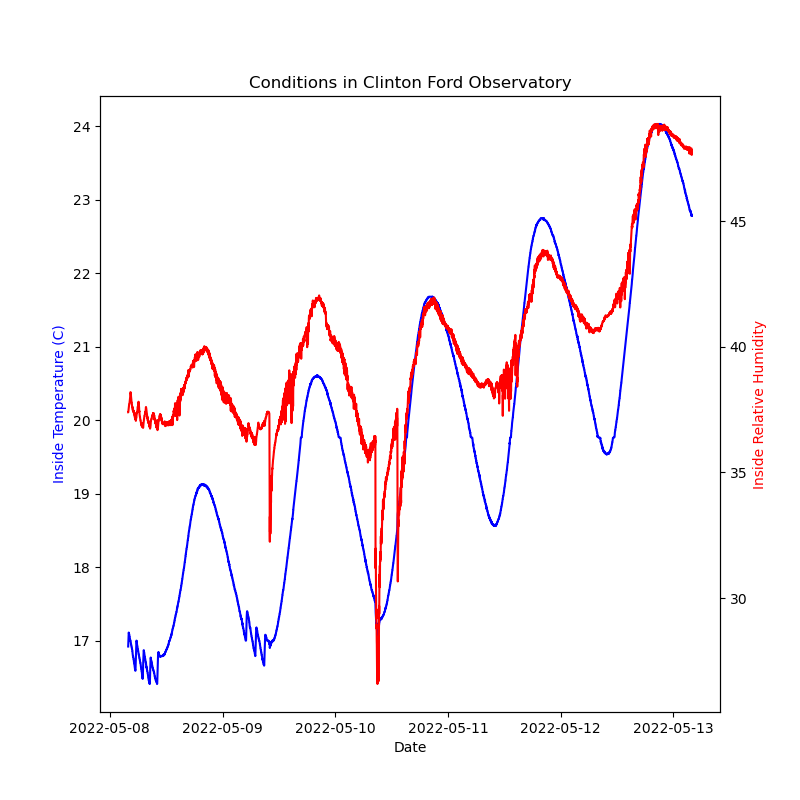 Conditions in Clinton Ford Observatory
24
23
22
21
20
19
18
17
Inside Temperature (C)
45
40
35
30
Inside Relative Humidity
2022-05-08 2022-05-09 2022-05-10 2022-05-11 2022-05-12 2022-05-13
Date